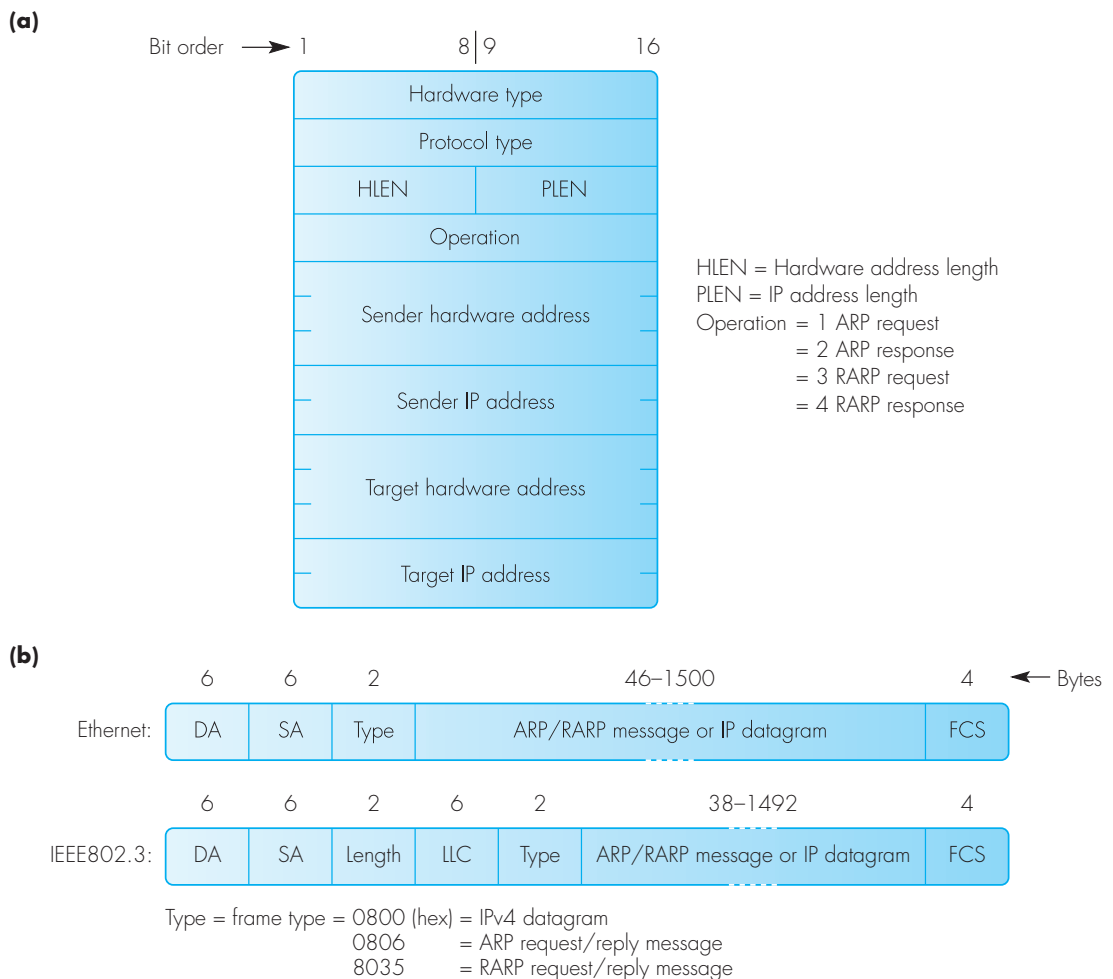 (a)
Bit order 1 8 9 16
Hardware type
Protocol type
HLEN PLEN
Operation
Sender hardware address
Sender IP address
Target hardware address
Target IP address
HLEN = Hardware address length
PLEN = IP address length
Operation = 1 ARP request
= 2 ARP response
= 3 RARP request
= 4 RARP response
(b)
6 6 2 46–1500 4 Bytes
Ethernet: DA SA Type ARP/RARP message or IP datagram FCS
6 6 2 6 2 38–1492 4
IEEE802.3: DA SA Length LLC Type ARP/RARP message or IP datagram FCS
Type = frame type = 0800 (hex) = IPv4 datagram
0806 = ARP request/reply message
8035 = RARP request/reply message